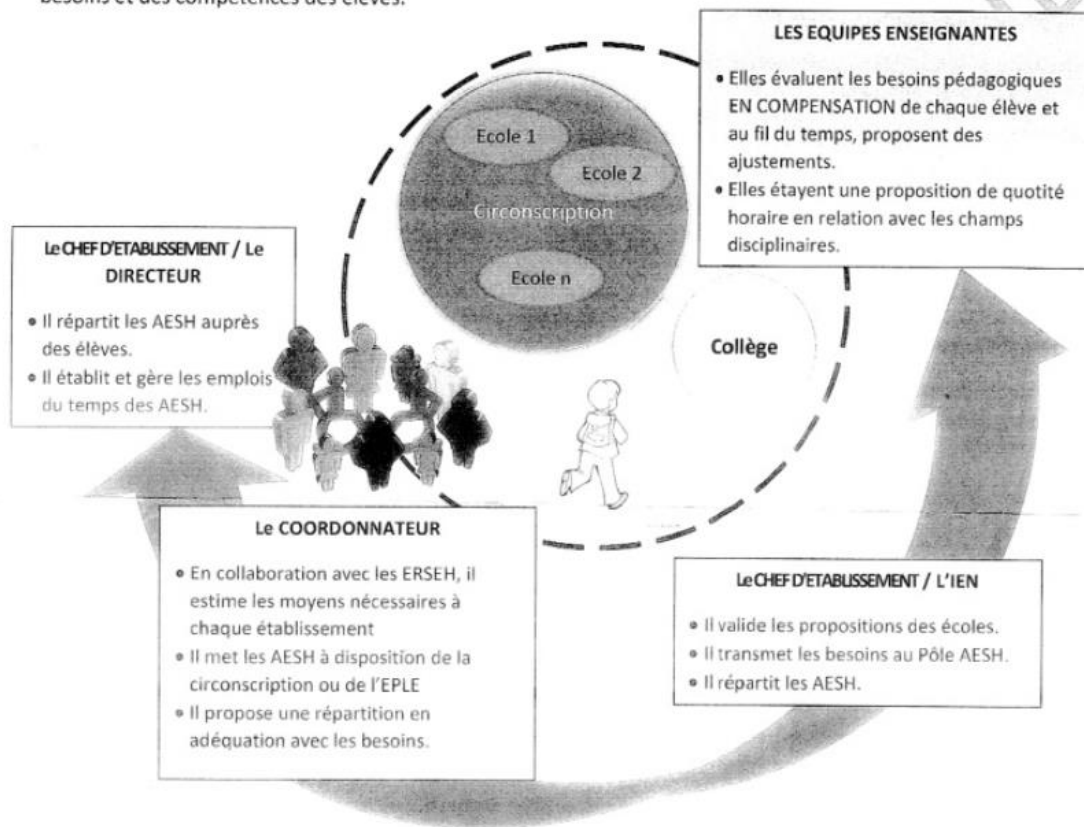 besoins et des compétences des élèves.
LES EQUIPES ENSEIGNANTES
• Elles évaluent les besoins pédagogiques
EN COMPENSATION de chaque élève et
au fil du temps, proposent des
ajustements.
• Elles étayent une proposition de quotité
horaire en relation avec les champs
disciplinaires.
Ecole 1
Ecole 2
Circonscription
Ecole n
Collège
Le CHEF D'ETABLISSEMENT / Le
DIRECTEUR
• Il répartit les AESH auprès
des élèves.
• Il établit et gère les emplois
du temps des AESH.
Le COORDONNATEUR
• En collaboration avec les ERSEH, il
estime les moyens nécessaires à
chaque établissement
• Il met les AESH à disposition de la
circonscription ou de l'EPLE
• Il propose une répartition en
adéquation avec les besoins.
Le CHEF D'ETABLISSEMENT / L'IEN
• Il valide les propositions des écoles.
• Il transmet les besoins au Pôle AESH.
• Il répartit les AESH.